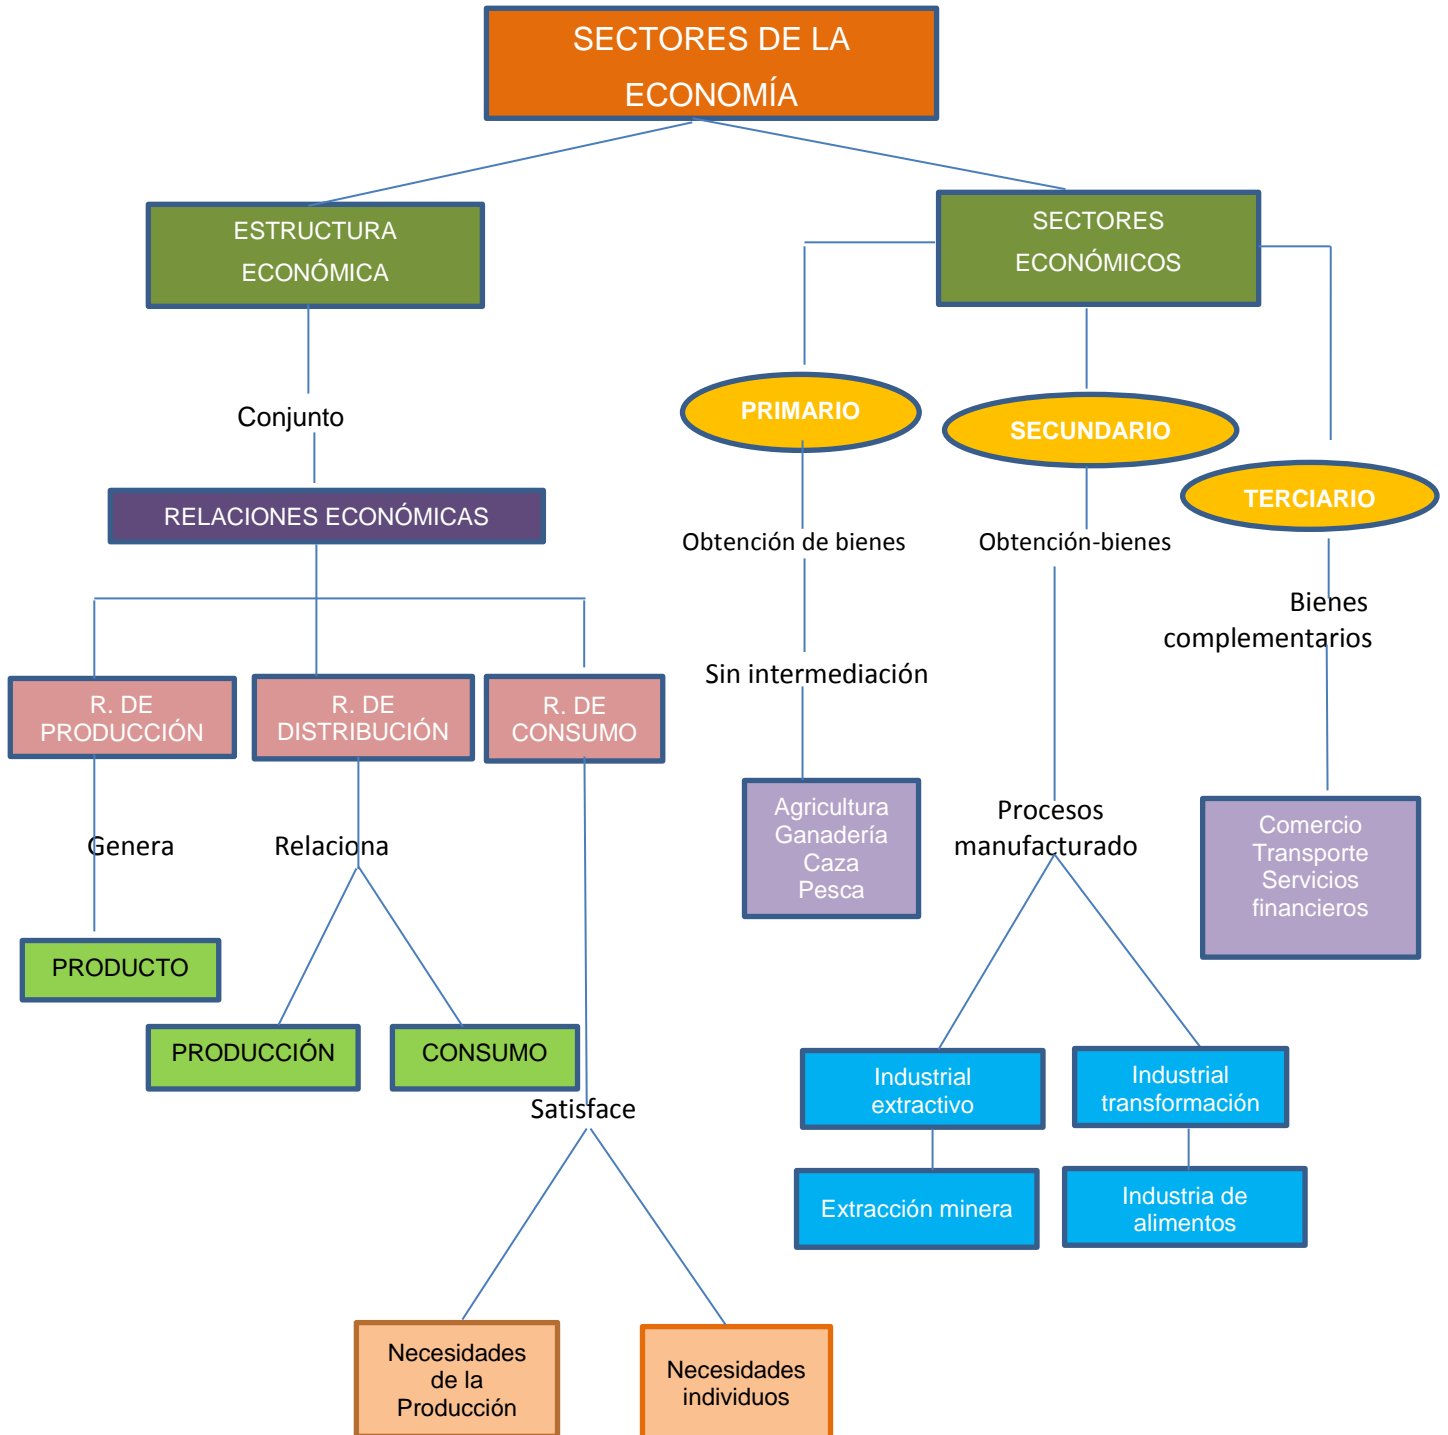 SECTORES DE LA
ECONOMÍA
ESTRUCTURA
ECONÓMICA
SECTORES
ECONÓMICOS
Conjunto
PRIMARIO
SECUNDARIO
TERCIARIO
RELACIONES ECONÓMICAS
Obtención de bienes
Obtención-bienes
Bienes
complementarios
Sin intermediación
R. DE
PRODUCCIÓN
R. DE
DISTRIBUCIÓN
R. DE
CONSUMO
Genera
Relaciona
Agricultura
Ganadería
Caza
Pesca
Procesos
manufacturado
Comercio
Transporte
Servicios
financieros
PRODUCTO
PRODUCCIÓN
CONSUMO
Satisface
Industrial
extractivo
Industrial
transformación
Extracción minera
Industria de
alimentos
Necesidades
de la
Producción
Necesidades
individuos